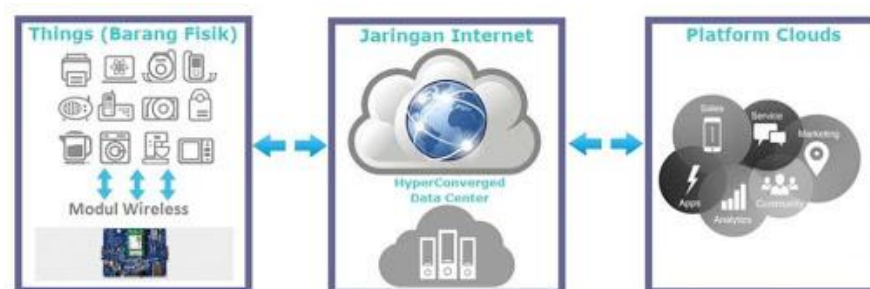 Things (Barang Fisik)
Modul Wireless
Jaringan Internet
HyperConverged
Data Center
Platform Clouds
Sales
Service
Marketing
Apps
Analytics
Community